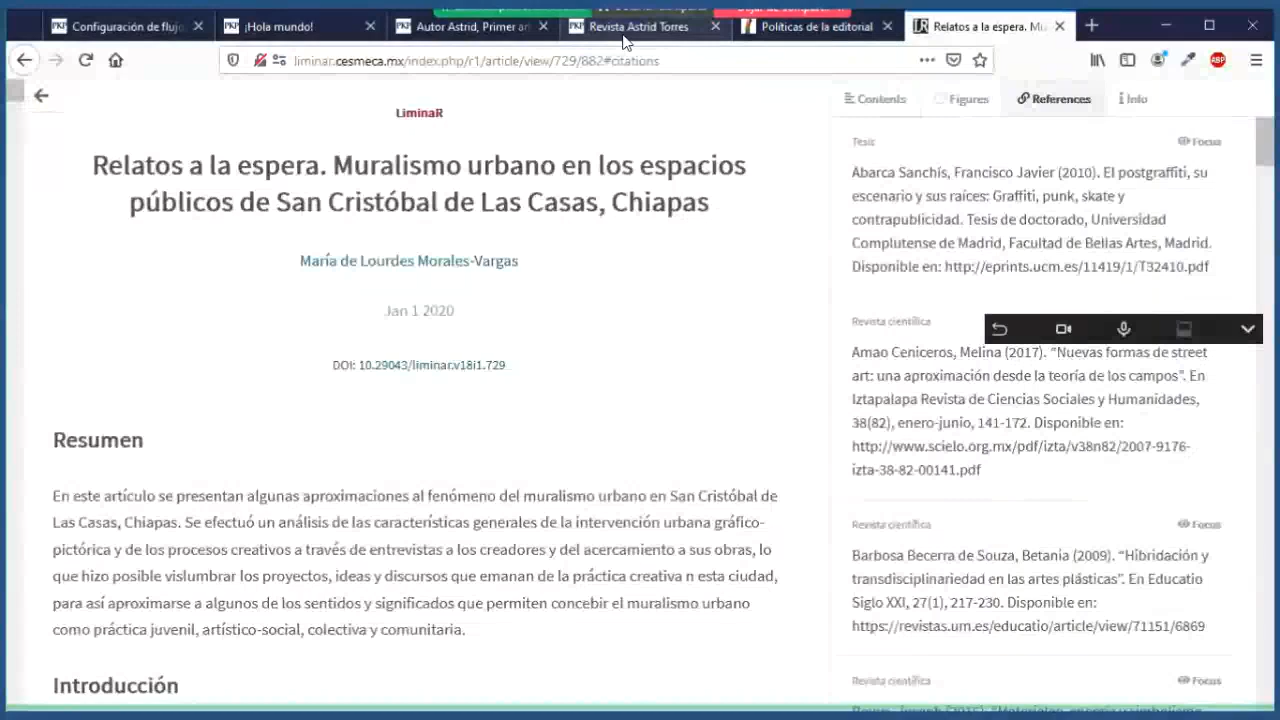 Configuración de flujo
¡Hola mundo!
Autor Astrid, Primer ar
Revista Astrid Torres
Políticas de la editorial
Relatos a la espera. Mu
liminar.cesmeca.mx/index.php/r1/article/view/729/882#citations
ABP
LiminaR
Relatos a la espera. Muralismo urbano en los espacios
públicos de San Cristóbal de Las Casas, Chiapas
María de Lourdes Morales-Vargas
Jan 1 2020
DOI: 10.29043/liminar.v18i1.729
Resumen
En este artículo se presentan algunas aproximaciones al fenómeno del muralismo urbano en San Cristóbal de
Las Casas, Chiapas. Se efectuó un análisis de las características generales de la intervención urbana gráfico-
pictórica y de los procesos creativos a través de entrevistas a los creadores y del acercamiento a sus obras, lo
que hizo posible vislumbrar los proyectos, ideas y discursos que emanan de la práctica creativa n esta ciudad,
para así aproximarse a algunos de los sentidos y significados que permiten concebir el muralismo urbano
como práctica juvenil, artístico-social, colectiva y comunitaria.
Introducción
Contents
Figures
References
Info
Tesis
Focus
Abarca Sanchís, Francisco Javier (2010). El postgraffiti, su
escenario y sus raíces: Graffiti, punk, skate y
contrapublicidad. Tesis de doctorado, Universidad
Complutense de Madrid, Facultad de Bellas Artes, Madrid.
Disponible en: http://eprints.ucm.es/11419/1/T32410.pdf
Revista científica
Amao Ceniceros, Melina (2017). "Nuevas formas de street
art: una aproximación desde la teoría de los campos". En
Iztapalapa Revista de Ciencias Sociales y Humanidades,
38(82), enero-junio, 141-172. Disponible en:
http://www.scielo.org.mx/pdf/izta/v38n82/2007-9176-
izta-38-82-00141.pdf
Revista científica
Focus
Barbosa Becerra de Souza, Betania (2009). "Hibridación y
transdisciplinariedad en las artes plásticas". En Educatio
Siglo XXI, 27(1), 217-230. Disponible en:
https://revistas.um.es/educatio/article/view/71151/6869
Revista científica
Focus